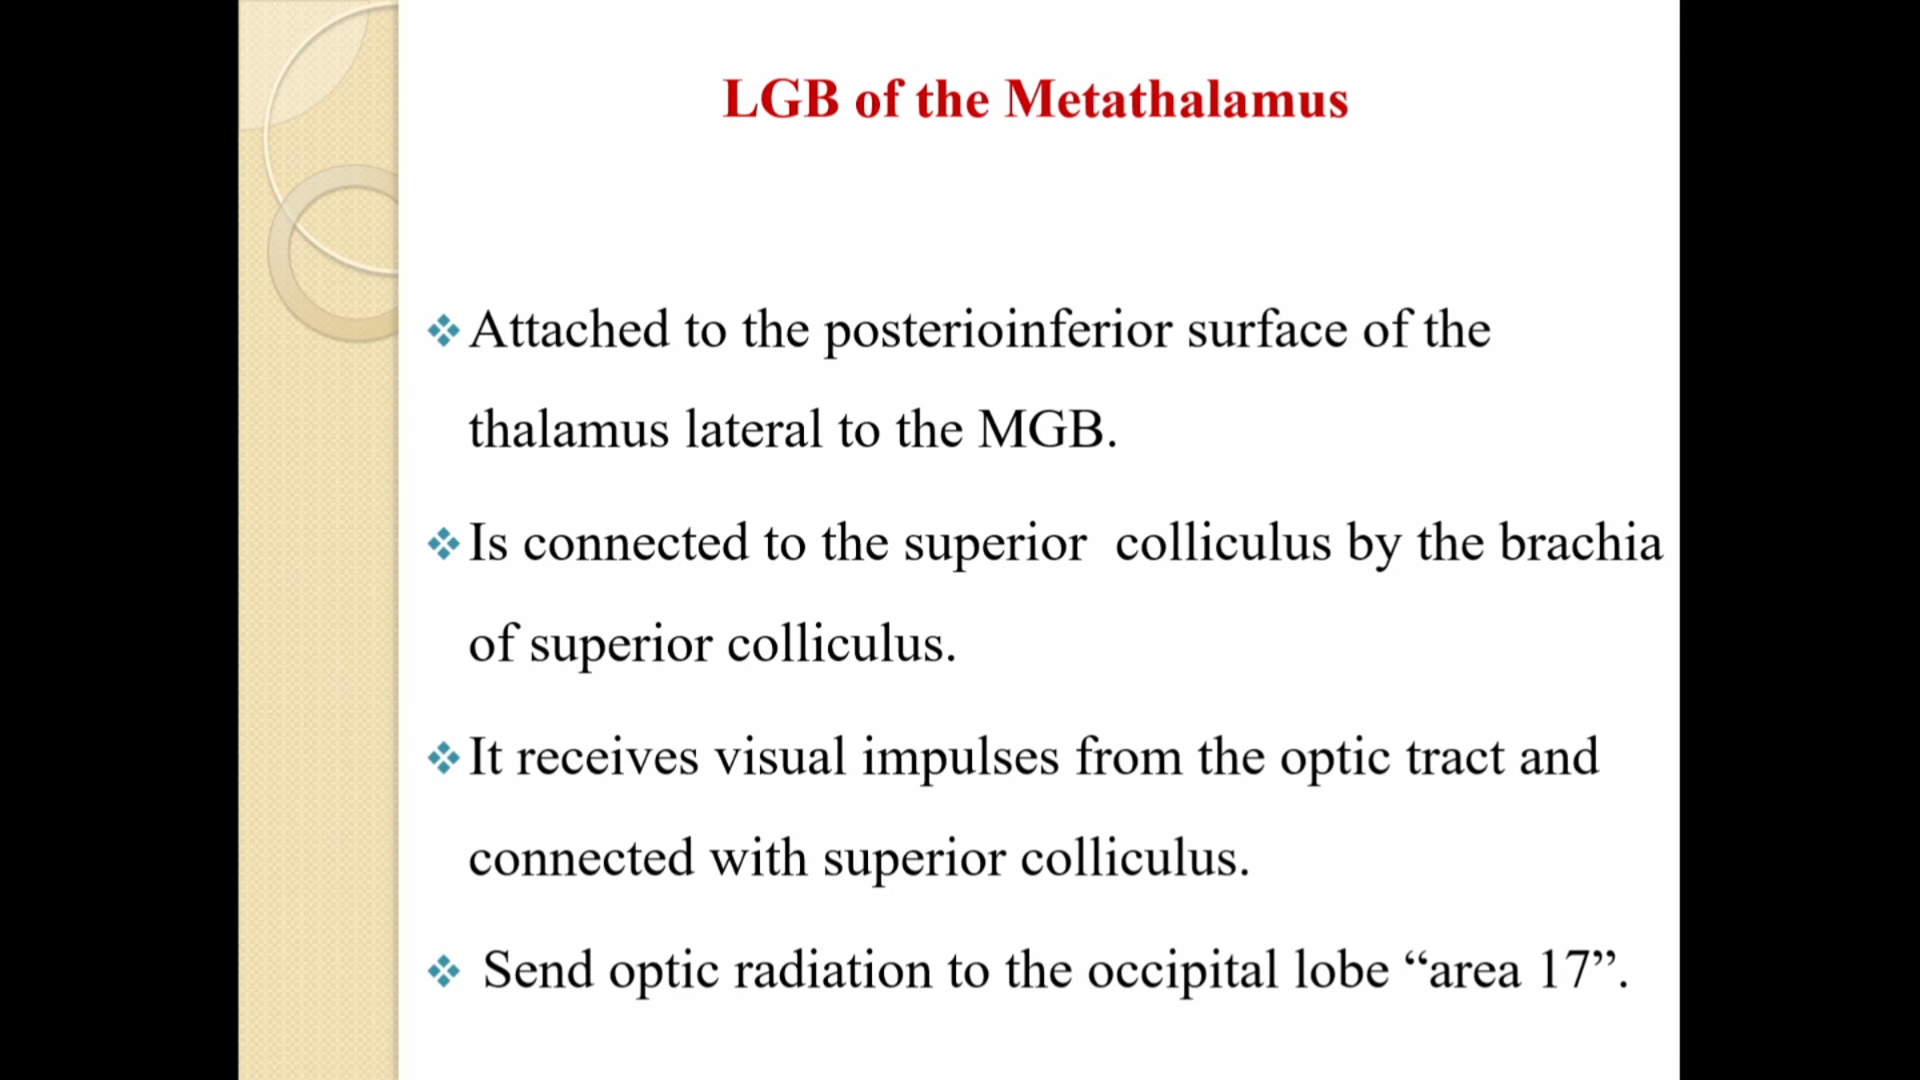 LGB of the Metathalamus
❖ Attached to the posterioinferior surface of the
thalamus lateral to the MGB.
❖ Is connected to the superior  colliculus by the brachia
of superior colliculus.
❖ It receives visual impulses from the optic tract and
connected with superior colliculus.
❖ Send optic radiation to the occipital lobe “area 17”.